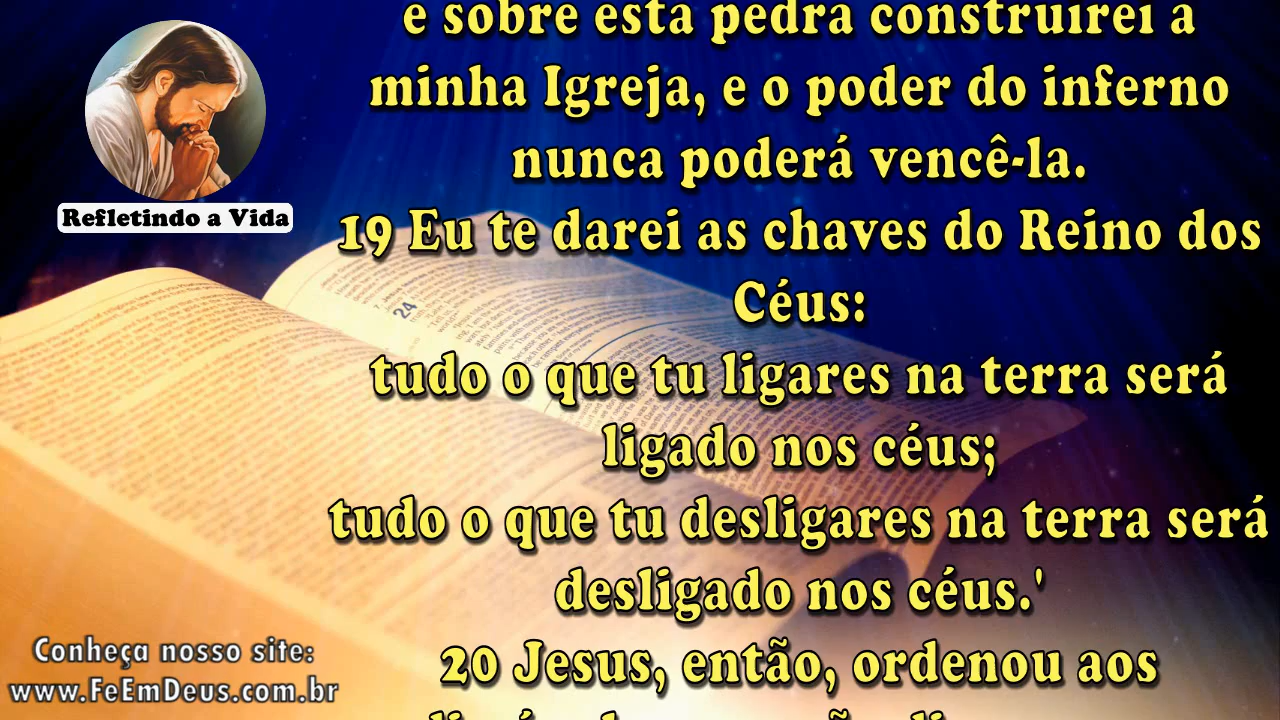 e sobre esta pedra construirei a
minha Igreja, e o poder do inferno
nunca poderá vencê-la.
19 Eu te darei as chaves do Reino dos
Céus:
tudo o que tu ligares na terra será
ligado nos céus;
tudo o que tu desligares na terra será
desligado nos céus.'
20 Jesus, então, ordenou aos
Refletindo a Vida
24
Conheça nosso site:
www.FeEmDeus.com.br